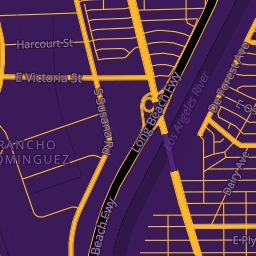 Harcourt St
E Victoria St
S Susana Rd
Long Beach Fwy
Los Angeles River
De Forest Ave
RANCHO
DOMINGUEZ
Dairy Ave
Beach Fwy
E Ply